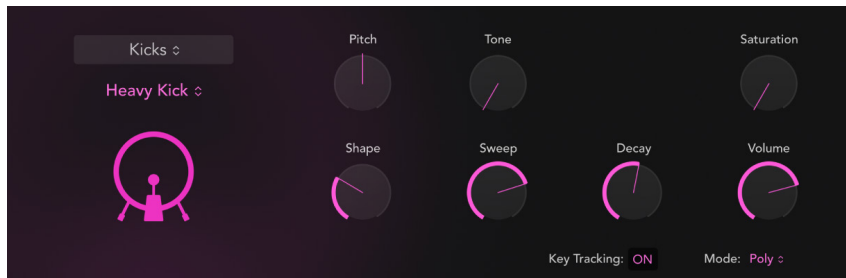 Kicks
Heavy Kick
Pitch
Tone
Saturation
Shape
Sweep
Decay
Volume
Key Tracking: ON
Mode: Poly